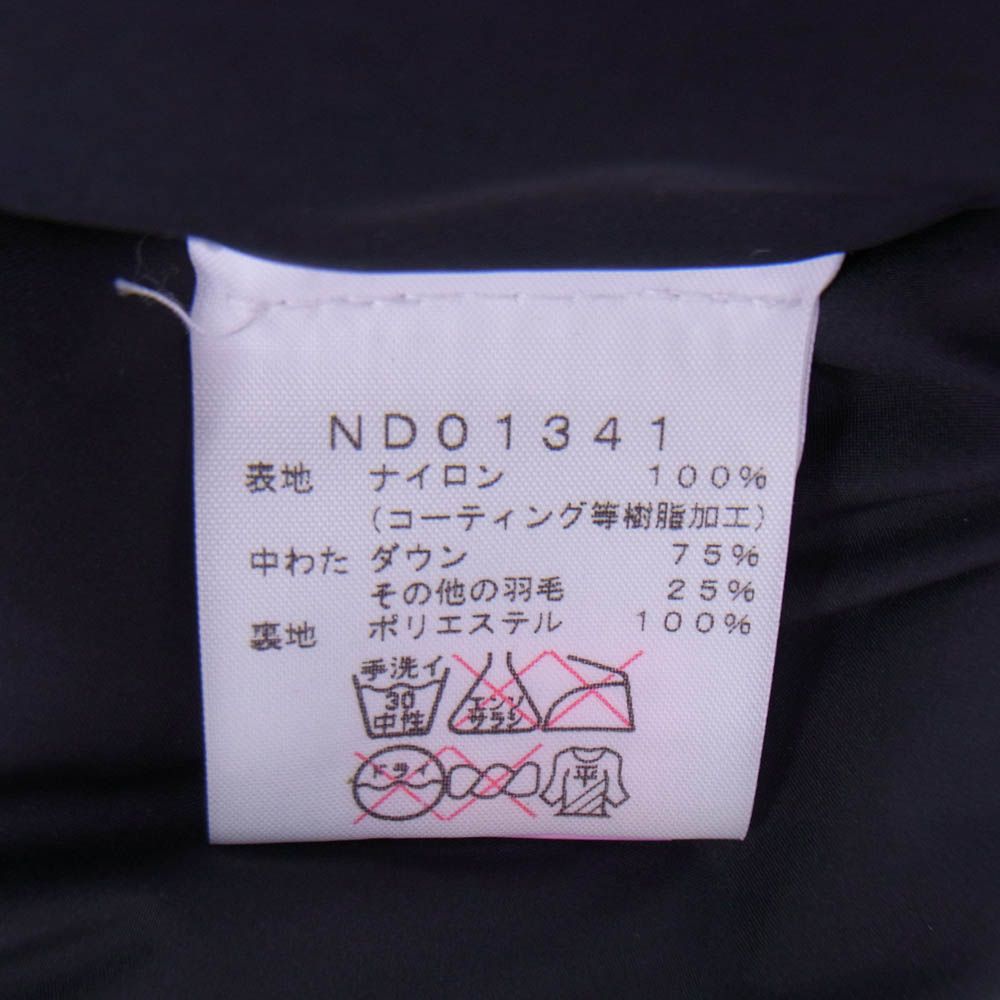 ND01341
表地 ナイロン 100%
(コーティング等樹脂加工)
中わた ダウン 75%
その他の羽毛 25%
裏地 ポリエステル 100%
手洗イ
30
中性
エンソ
サラシ
ドライ
平